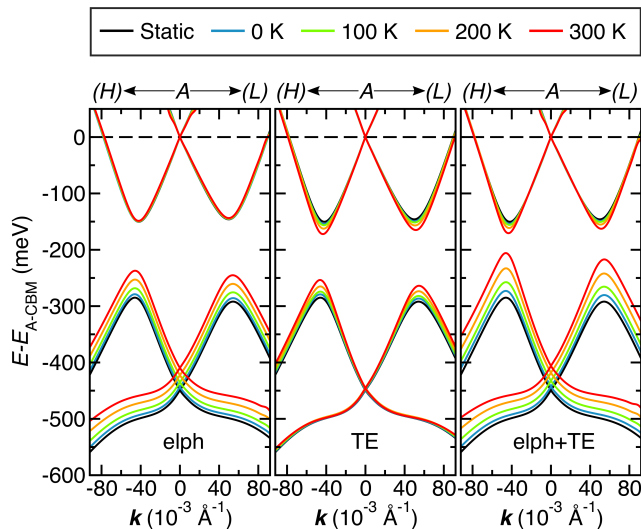 Static 0 K 100 K 200 K 300 K
(H) A (L) (H) A (L) (H) A (L)
0
-100
-200
-300
-400
-500
-600
E-E_A-CBM (meV)
elph TE elph+TE
-80 -40 0 40 80 -80 -40 0 40 80 -80 -40 0 40 80
k (10⁻³ Å⁻¹) k (10⁻³ Å⁻¹) k (10⁻³ Å⁻¹)